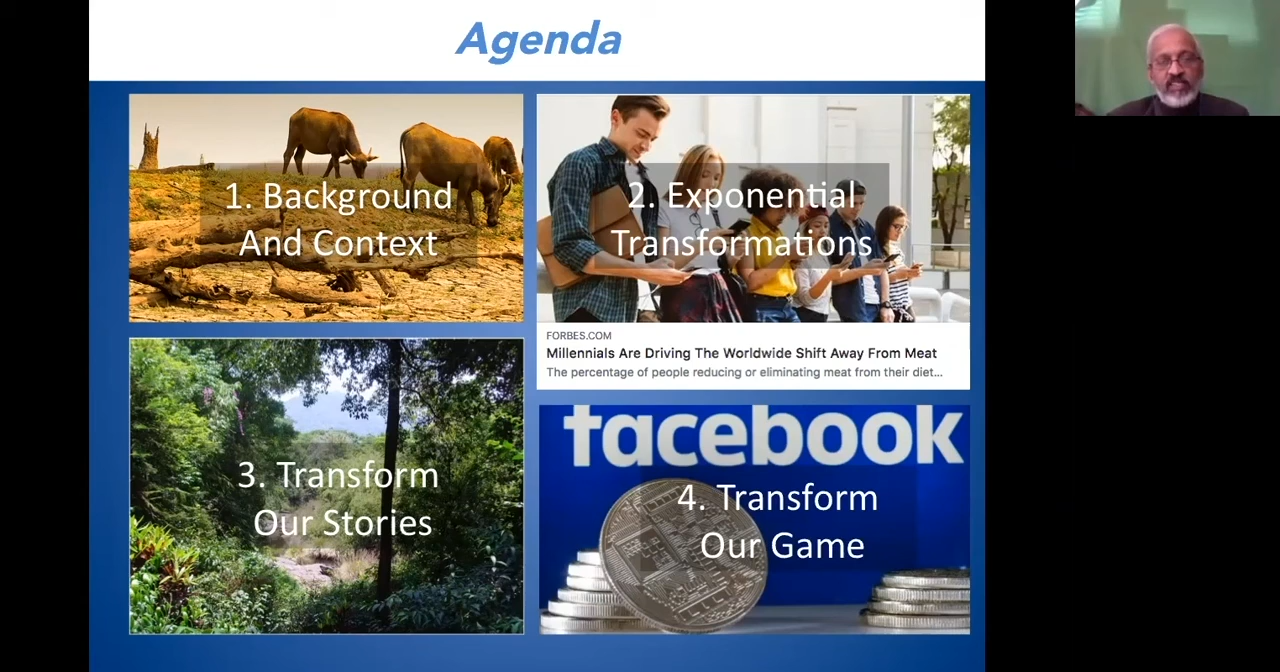 Agenda
1. Background
And Context
2. Exponential
Transformations
FORBES.COM
Millennials Are Driving The Worldwide Shift Away From Meat
The percentage of people reducing or eliminating meat from their diet...
3. Transform
Our Stories
facebook
4. Transform
Our Game